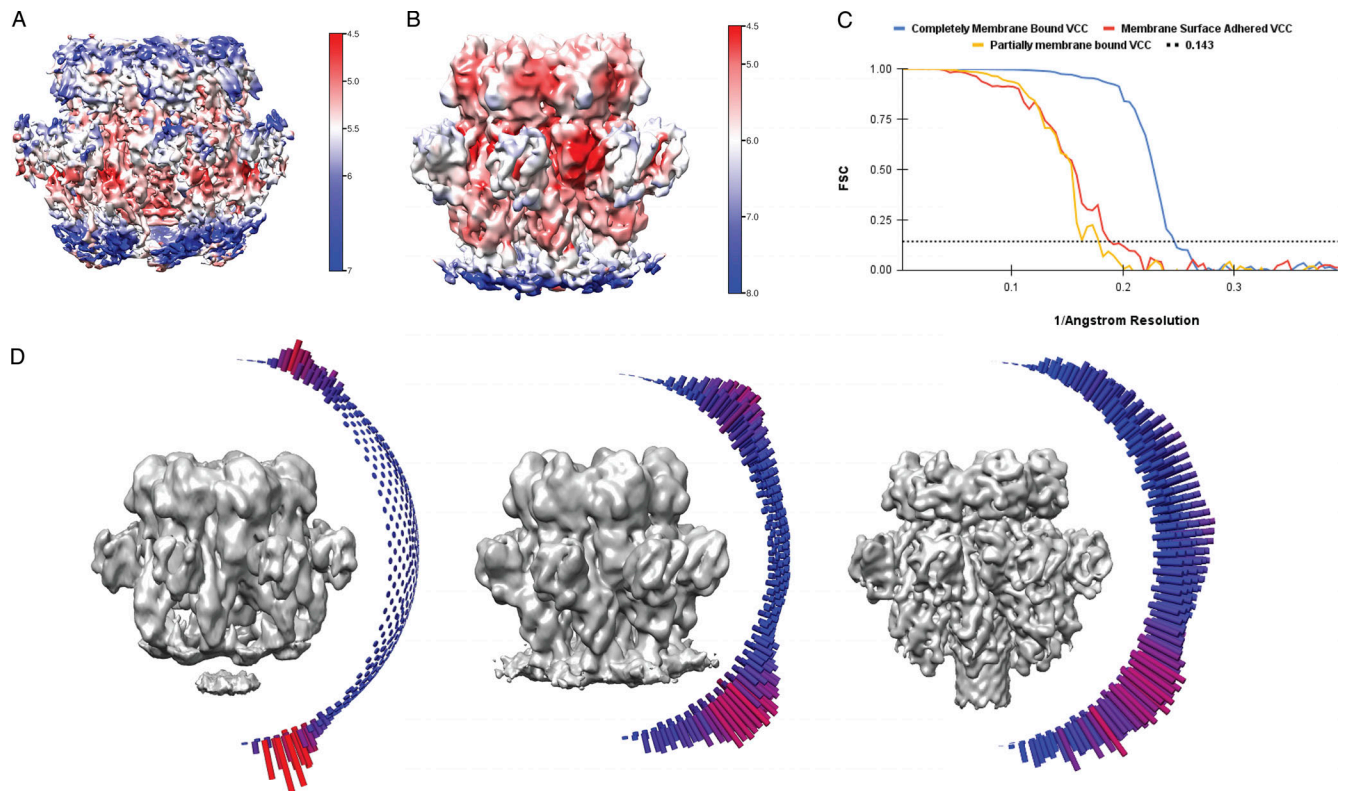 A
4.5
5.0
5.5
6
7
B
4.5
5.0
6.0
7.0
8.0
C
Completely Membrane Bound VCC Membrane Surface Adhered VCC
Partially membrane bound VCC 0.143
1.00
0.75
0.50
0.25
0.00
FSC
0.1 0.2 0.3
1/Angstrom Resolution
D